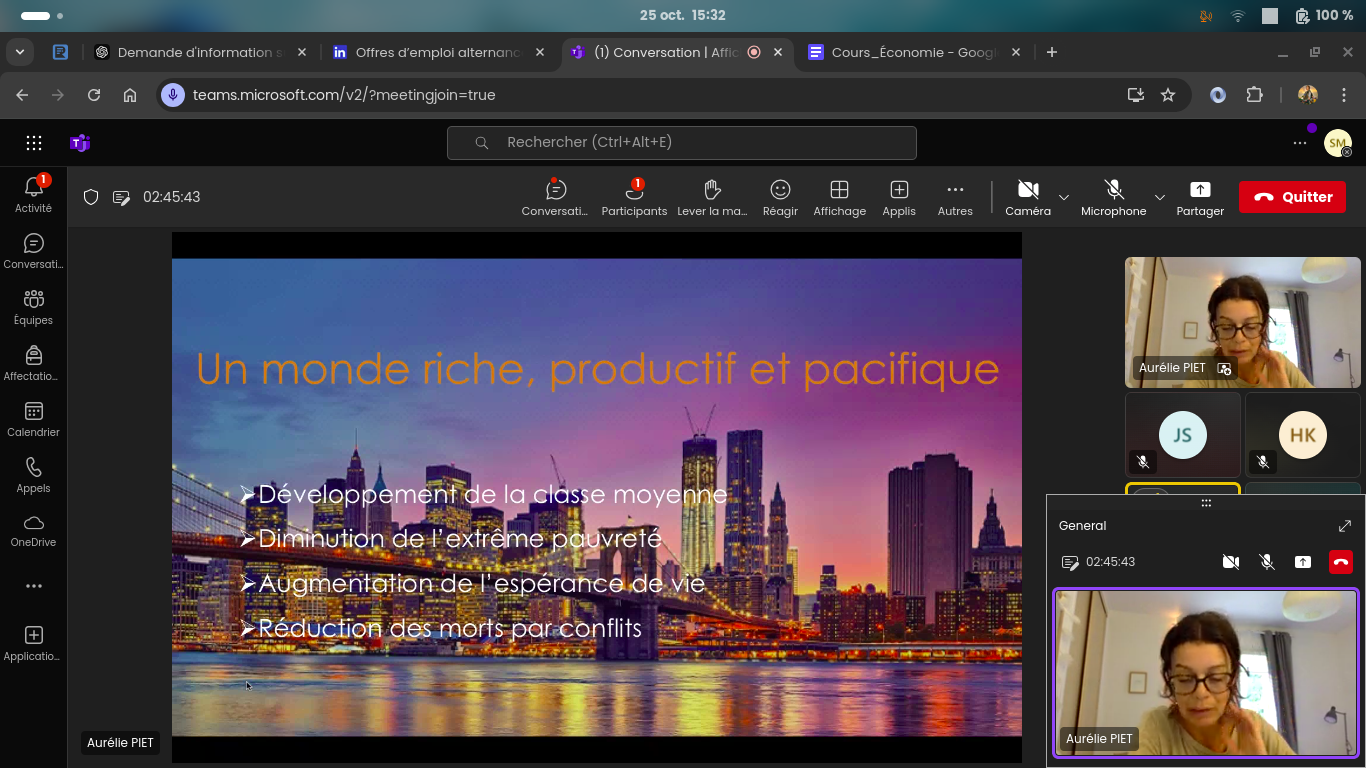 25 oct. 15:32
100 %
Demande d'information s
Offres d'emploi alternanc
(1) Conversation | Affic
Cours_Économie - Googl
teams.microsoft.com/v2/?meetingjoin=true
Rechercher (Ctrl+Alt+E)
SM
1
Activité
Conversati...
Équipes
Affectatio...
Calendrier
Appels
OneDrive
Applicatio...
02:45:43
Conversati...
1
Participants
Lever la ma...
Réagir
Affichage
Applis
Autres
Caméra
Microphone
Partager
Quitter
Un monde riche, productif et pacifique
➢Développement de la classe moyenne
➢Diminution de l'extrême pauvreté
➢Augmentation de l'espérance de vie
➢Réduction des morts par conflits
Aurélie PIET
Aurélie PIET
JS
HK
General
02:45:43
Aurélie PIET